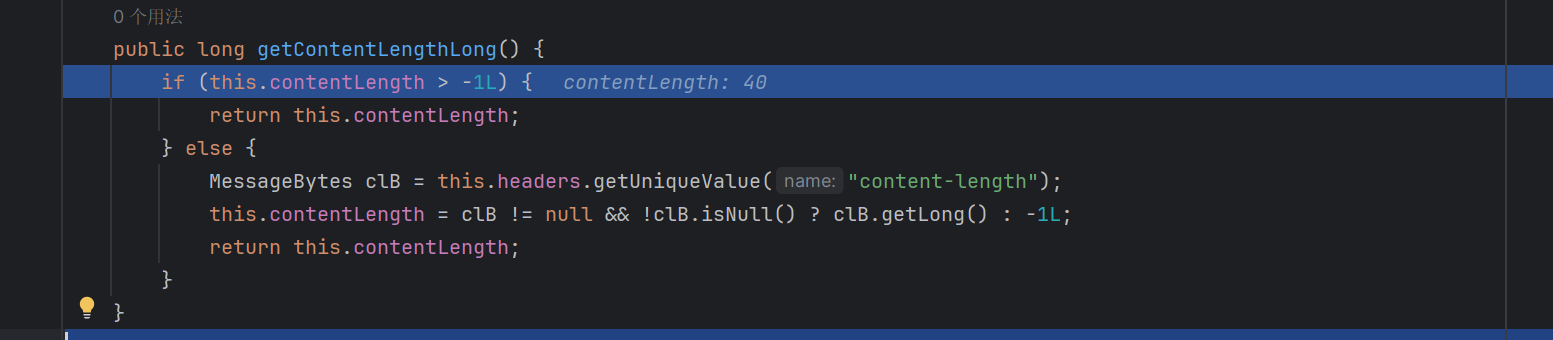 0 个用法
public long getContentLengthLong() {
if (this.contentLength > -1L) { contentLength: 40
return this.contentLength;
} else {
MessageBytes clB = this.headers.getUniqueValue( name: "content-length");
this.contentLength = clB != null && !clB.isNull() ? clB.getLong() : -1L;
return this.contentLength;
}
}